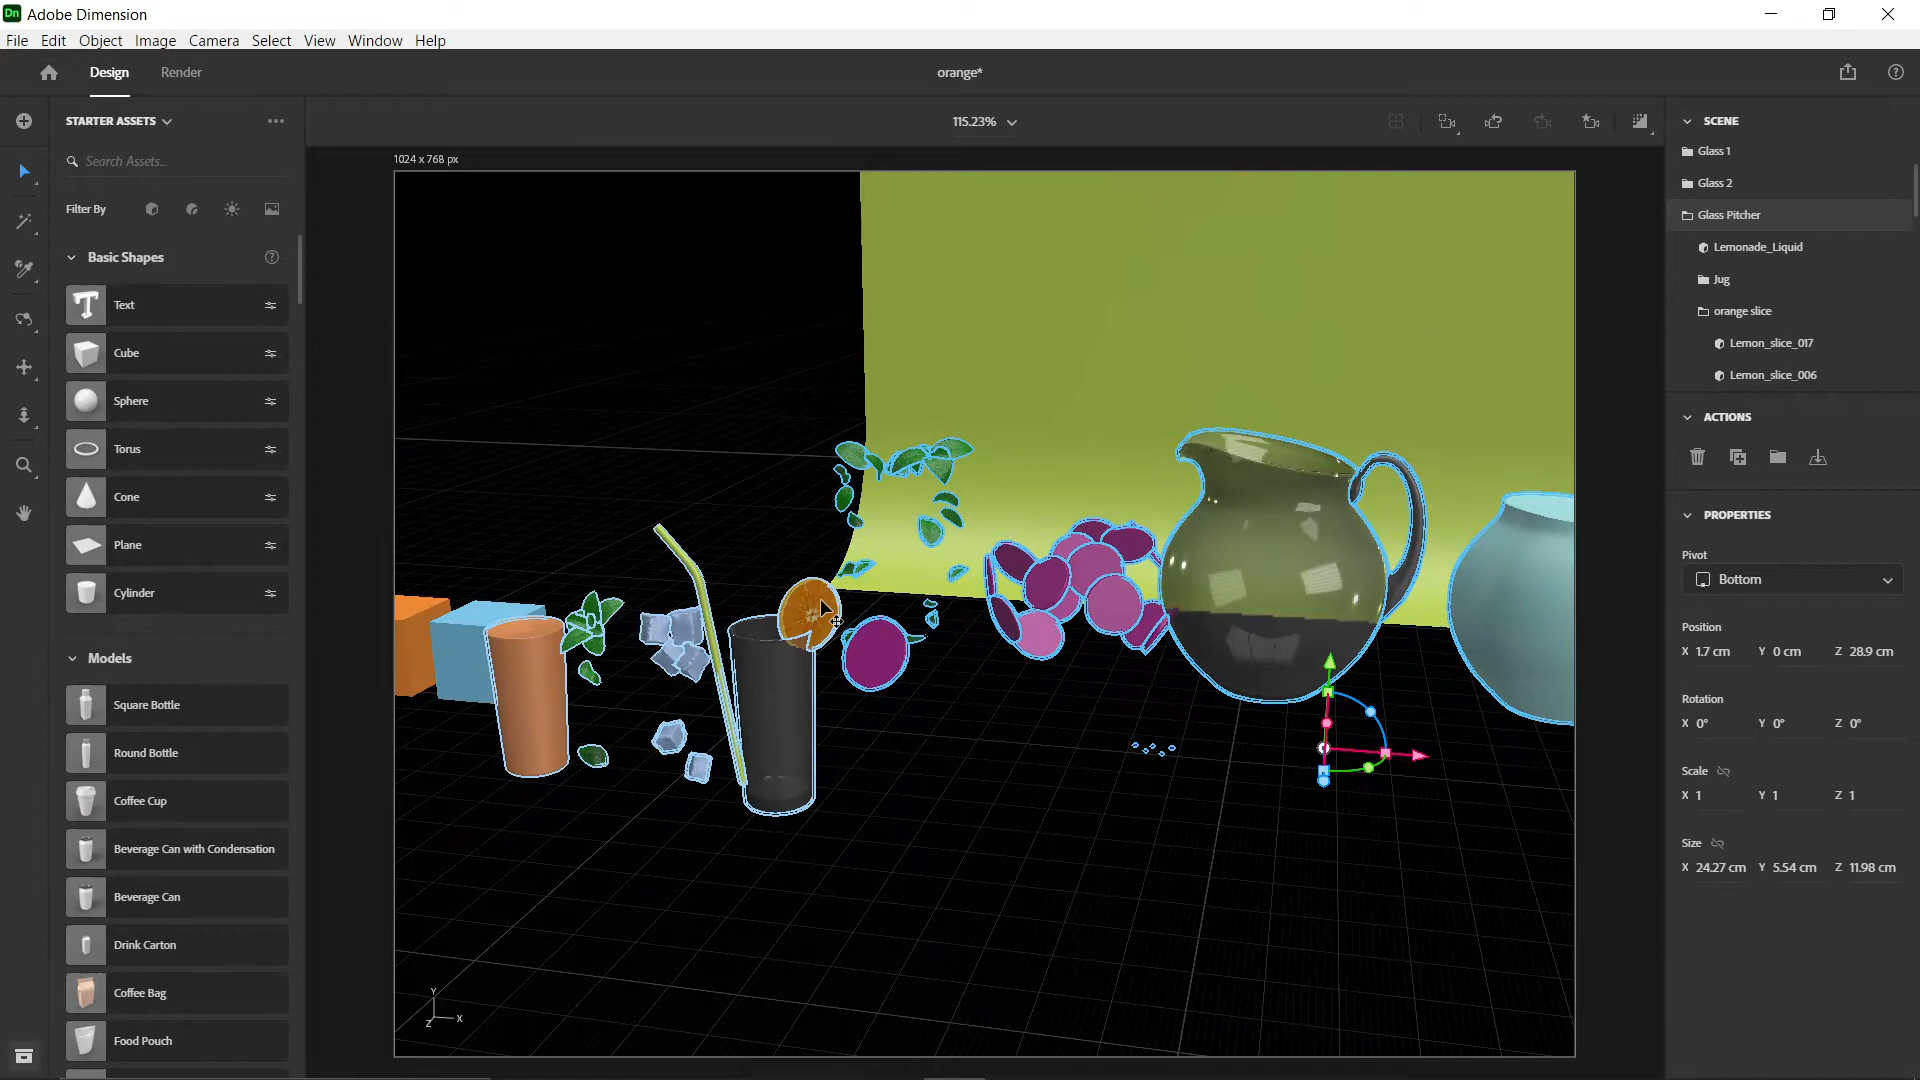 Dn Adobe Dimension
File Edit Object Image Camera Select View Window Help
Design Render orange*
STARTER ASSETS
115.23%
Search Assets...
Filter By
Basic Shapes
Text
Cube
Sphere
Torus
Cone
Plane
Cylinder
Models
Square Bottle
Round Bottle
Coffee Cup
Beverage Can with Condensation
Beverage Can
Drink Carton
Coffee Bag
Food Pouch
1024 x 768 px
Y
Z X
SCENE
Glass 1
Glass 2
Glass Pitcher
Lemonade_Liquid
Jug
orange slice
Lemon_slice_017
Lemon_slice_006
ACTIONS
PROPERTIES
Pivot
Bottom
Position
X 1.7 cm Y 0 cm Z 28.9 cm
Rotation
X 0° Y 0° Z 0°
Scale
X 1 Y 1 Z 1
Size
X 24.27 cm Y 5.54 cm Z 11.98 cm